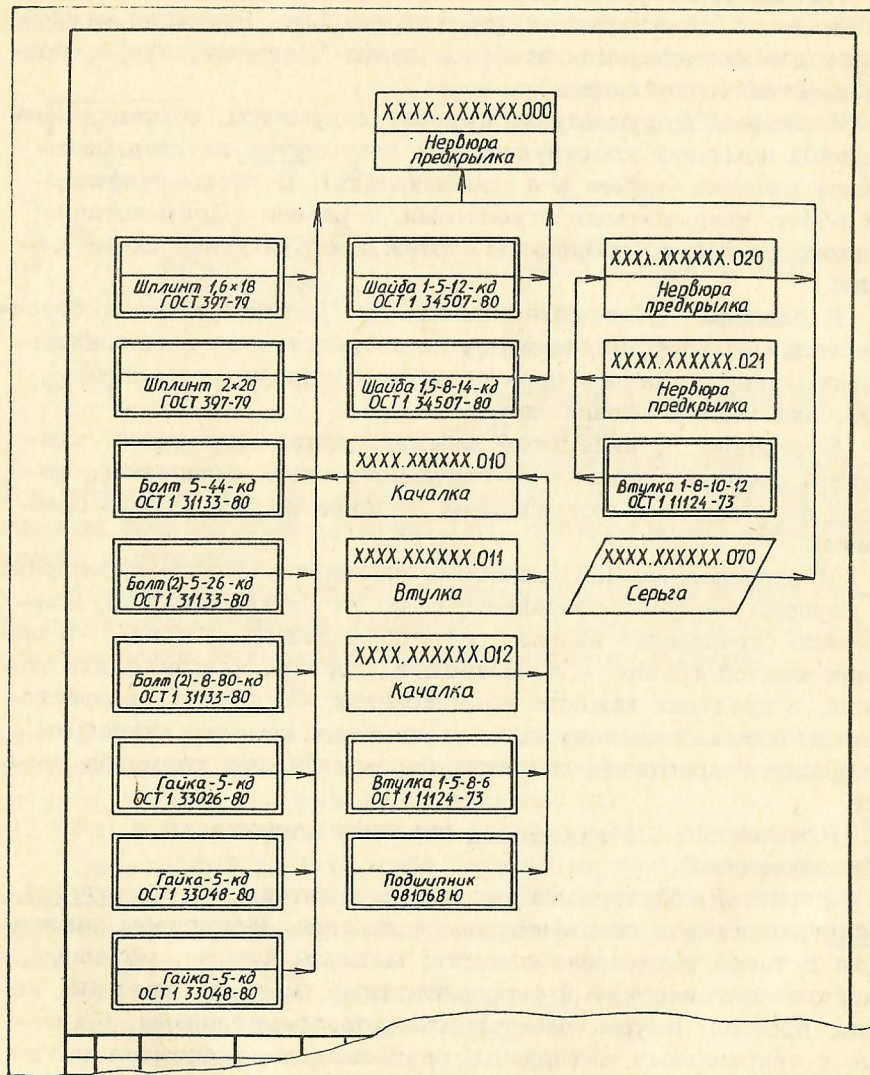 XXXX.XXXXXX.000
Нервюра
предкрылка
Шплинт 1,6×18
ГОСТ 397-79
Шайба 1-5-12-кд
ОСТ 1 34507-80
XXXX.XXXXXX.020
Нервюра
предкрылка
Шплинт 2×20
ГОСТ 397-79
Шайба 1,5-8-14-кд
ОСТ 1 34507-80
XXXX.XXXXXX.021
Нервюра
предкрылка
Болт 5-44-кд
ОСТ 1 31133-80
XXXX.XXXXXX.010
Качалка
Втулка 1-8-10-12
ОСТ 1 11124-73
Болт(2)-5-26-кд
ОСТ 1 31133-80
XXXX.XXXXXX.011
Втулка
XXXX.XXXXXX.070
Серьга
Болт(2)-8-80-кд
ОСТ 1 31133-80
XXXX.XXXXXX.012
Качалка
Гайка-5-кд
ОСТ 1 33026-80
Втулка 1-5-8-6
ОСТ 1 11124-73
Гайка-5-кд
ОСТ 1 33048-80
Подшипник
981068Ю
Гайка-5-кд
ОСТ 1 33048-80